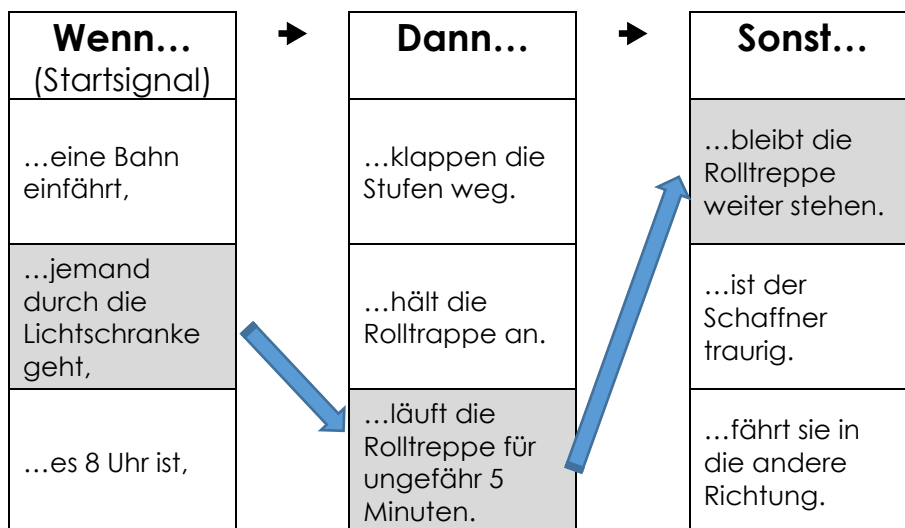 Wenn…
(Startsignal)
…eine Bahn
einfährt,
…jemand
durch die
Lichtschranke
geht,
…es 8 Uhr ist,
Dann…
…klappen die
Stufen weg.
…hält die
Rolltrappe an.
…läuft die
Rolltreppe für
ungefähr 5
Minuten.
Sonst…
…bleibt die
Rolltreppe
weiter stehen.
…ist der
Schaffner
traurig.
…fährt sie in
die andere
Richtung.